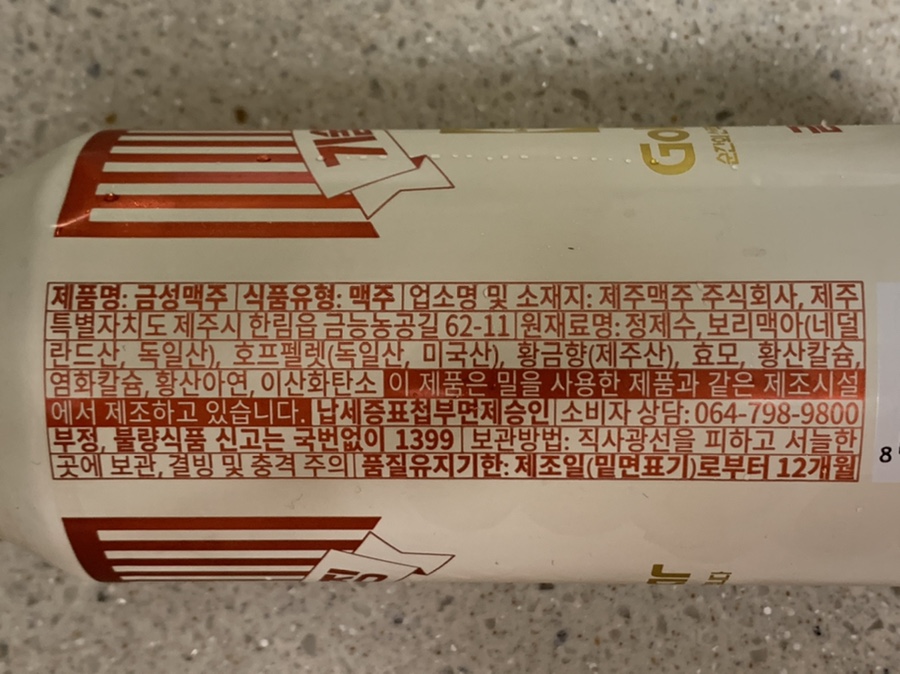 기능
Gol
제품명: 금성맥주 | 식품유형: 맥주 | 업소명 및 소재지: 제주맥주 주식회사, 제주
특별자치도 제주시 한림읍 금능농공길 62-11 | 원재료명: 정제수, 보리맥아(네덜
란드산, 독일산), 호프펠렛(독일산, 미국산), 황금향(제주산), 효모, 황산칼슘,
염화칼슘, 황산아연, 이산화탄소 이 제품은 밀을 사용한 제품과 같은 제조시설
에서 제조하고 있습니다. 납세증표첩부면제승인 | 소비자 상담: 064-798-9800
부정, 불량식품 신고는 국번없이 1399 | 보관방법: 직사광선을 피하고 서늘한
곳에 보관, 결빙 및 충격 주의 | 품질유지기한: 제조일(밑면표기)로부터 12개월
8